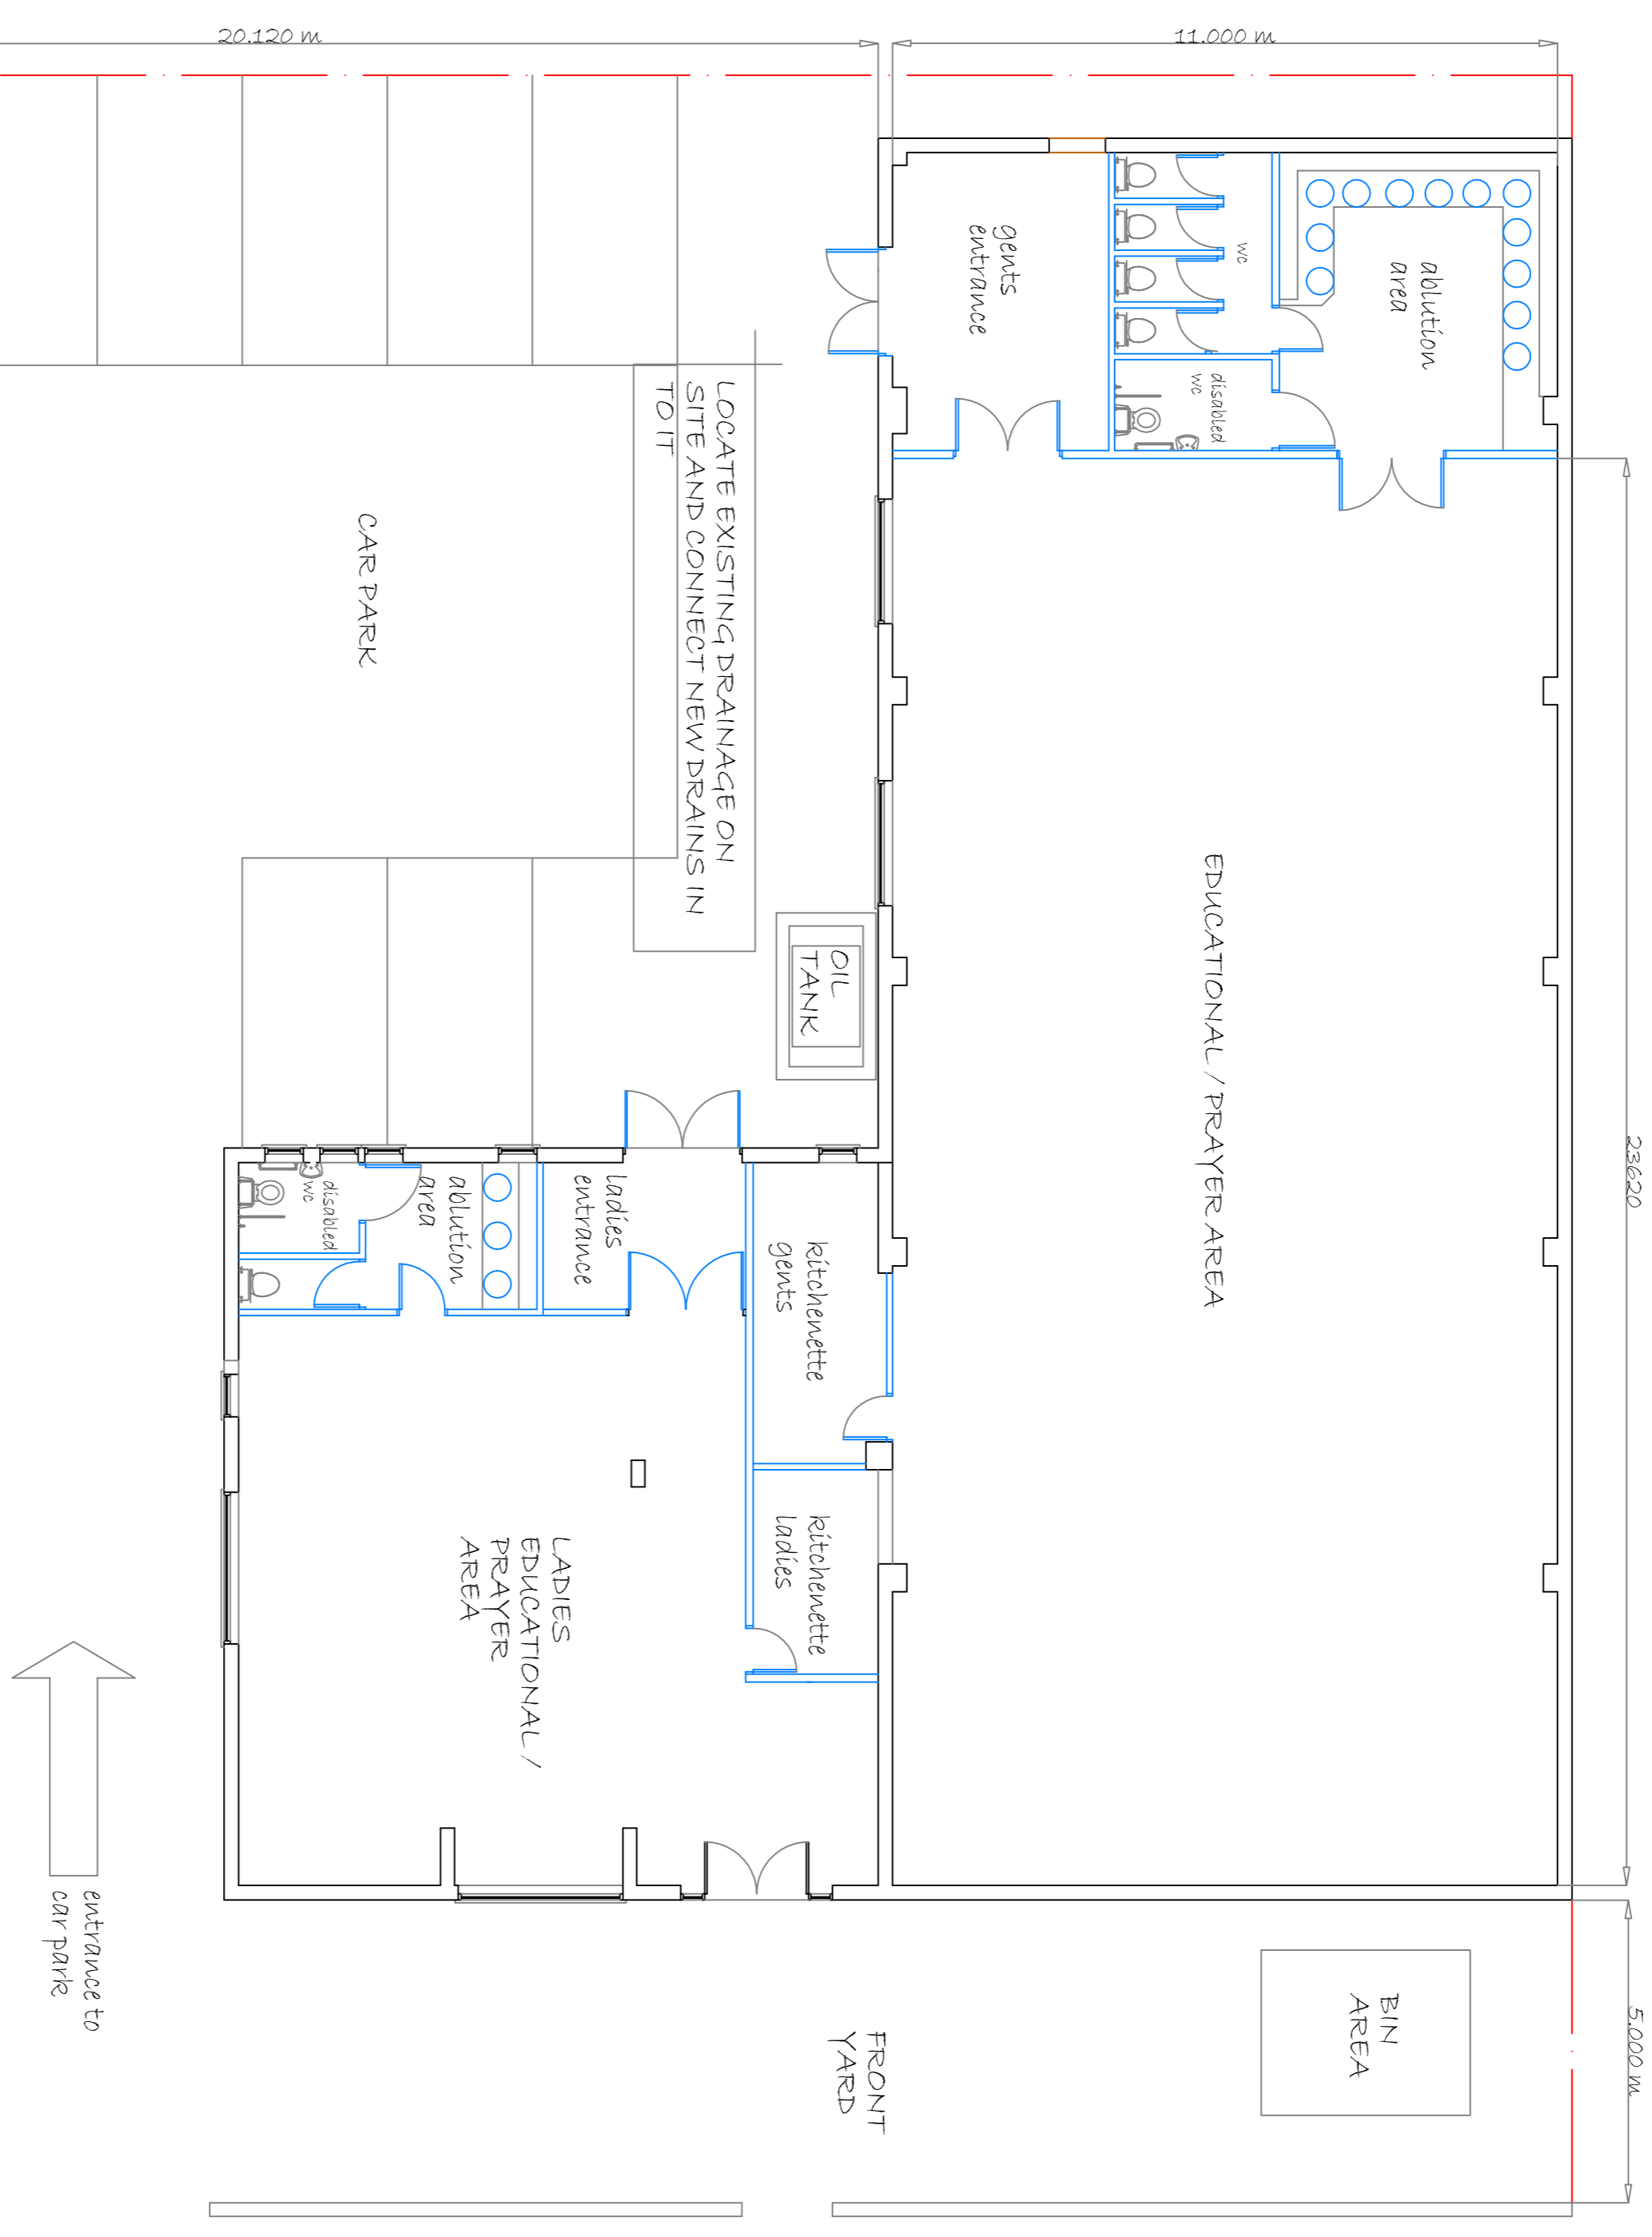 20.120 m
11.000 m
23620
5.000 m
ablution
area
wc
disabled
wc
gents
entrance
EDUCATIONAL / PRAYER AREA
LOCATE EXISTING DRAINAGE ON
SITE AND CONNECT NEW DRAINS IN
TO IT
CAR PARK
OIL
TANK
kitchenette
gents
kitchenette
ladies
ladies
entrance
ablution
area
disabled
wc
LADIES
EDUCATIONAL /
PRAYER
AREA
BIN
AREA
FRONT
YARD
entrance to
car park